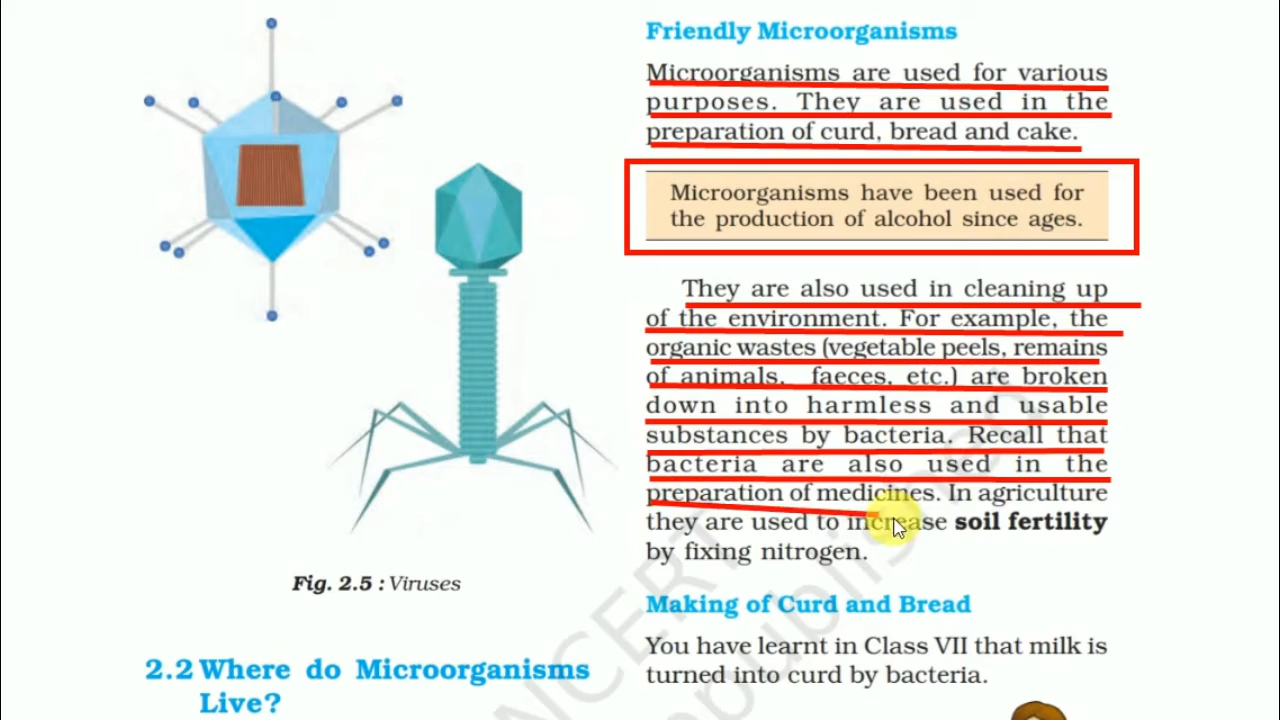 Fig. 2.5 : Viruses
2.2 Where do Microorganisms
Live?
Friendly Microorganisms
Microorganisms are used for various
purposes. They are used in the
preparation of curd, bread and cake.
Microorganisms have been used for
the production of alcohol since ages.
They are also used in cleaning up
of the environment. For example, the
organic wastes (vegetable peels, remains
of animals, faeces, etc.) are broken
down into harmless and usable
substances by bacteria. Recall that
bacteria are also used in the
preparation of medicines. In agriculture
they are used to increase soil fertility
by fixing nitrogen.
Making of Curd and Bread
You have learnt in Class VII that milk is
turned into curd by bacteria.
NCERT